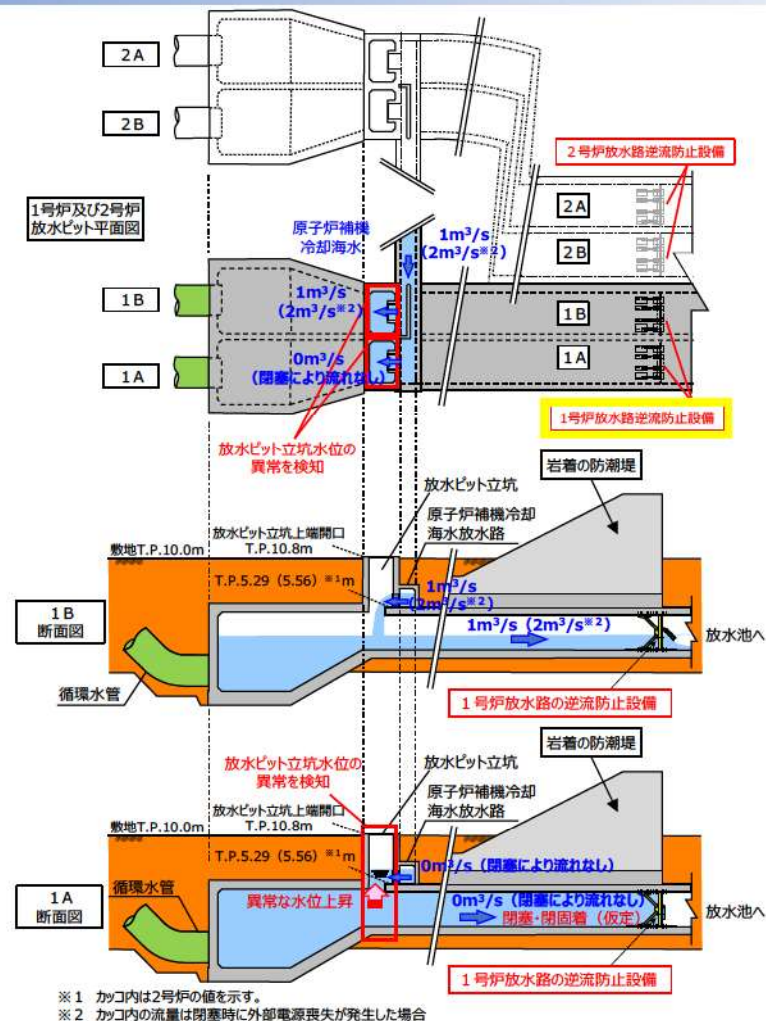 2A
2B
2号炉放水路逆流防止設備
1号炉及び2号炉
放水ピット平面図
原子炉補機
冷却海水
1m³/s
(2m³/s※2)
2A
2B
1B
1m³/s
(2m³/s※2)
1B
1A
0m³/s
(閉塞により流れなし)
1A
放水ピット立坑水位の
異常を検知
1号炉放水路逆流防止設備
岩着の防潮堤
放水ピット立坑
放水ピット立坑上端開口
T.P.10.8m
原子炉補機冷却
海水放水路
敷地T.P.10.0m
T.P.5.29（5.56）※1m
1m³/s
(2m³/s※2)
1B
断面図
1m³/s（2m³/s※2）
放水池へ
循環水管
1号炉放水路の逆流防止設備
放水ピット立坑水位の
異常を検知
放水ピット立坑
岩着の防潮堤
放水ピット立坑上端開口
T.P.10.8m
原子炉補機冷却
海水放水路
敷地T.P.10.0m
T.P.5.29（5.56）※1m
0m³/s（閉塞により流れなし）
1A
断面図
循環水管
異常な水位上昇
0m³/s（閉塞により流れなし）
閉塞・閉固着（仮定）
放水池へ
1号炉放水路の逆流防止設備
※1 カッコ内は2号炉の値を示す。
※2 カッコ内の流量は閉塞時に外部電源喪失が発生した場合